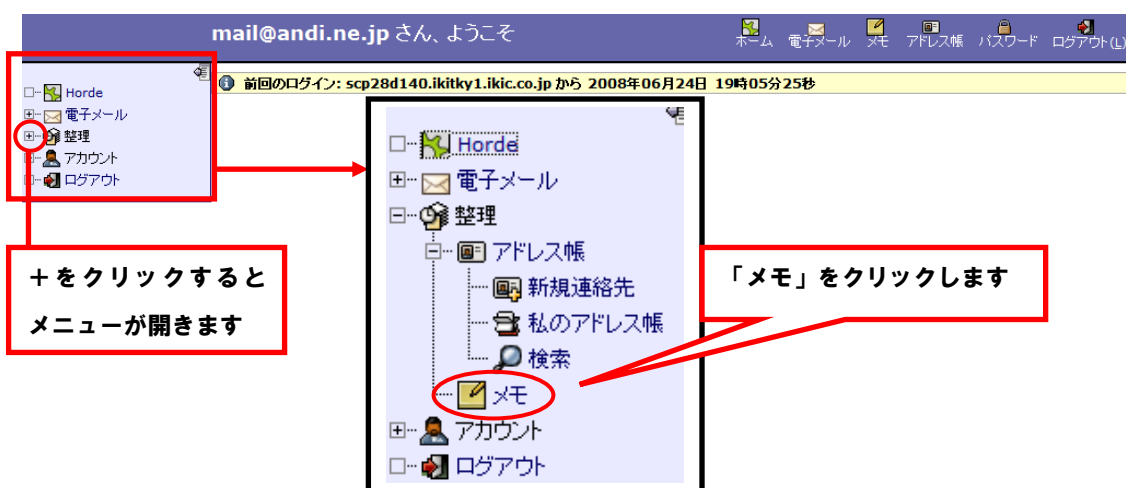 mail@andi.ne.jp さん、ようこそ
ホーム 電子メール メモ アドレス帳 パスワード ログアウト(L)
前回のログイン: scp28d140.ikitky1.ikic.co.jp から 2008年06月24日 19時05分25秒
Horde
電子メール
整理
アカウント
ログアウト
+をクリックすると
メニューが開きます
Horde
電子メール
整理
アドレス帳
新規連絡先
私のアドレス帳
検索
メモ
アカウント
ログアウト
「メモ」をクリックします